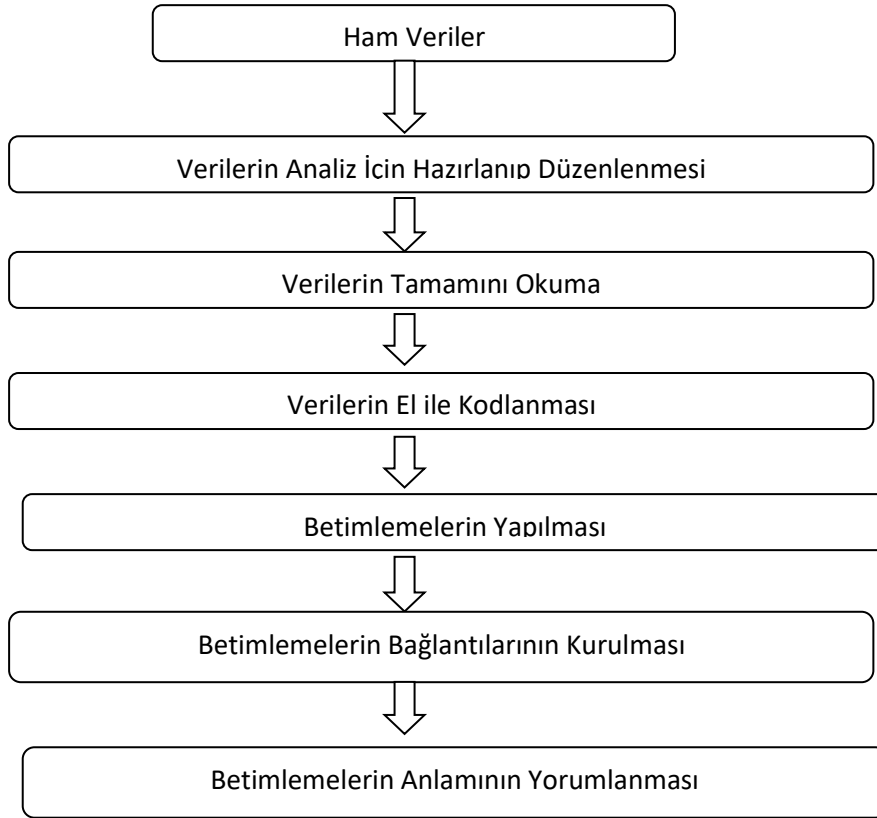 Ham Veriler
Verilerin Analiz İçin Hazırlanıp Düzenlenmesi
Verilerin Tamamını Okuma
Verilerin El ile Kodlanması
Betimlemelerin Yapılması
Betimlemelerin Bağlantılarının Kurulması
Betimlemelerin Anlamının Yorumlanması